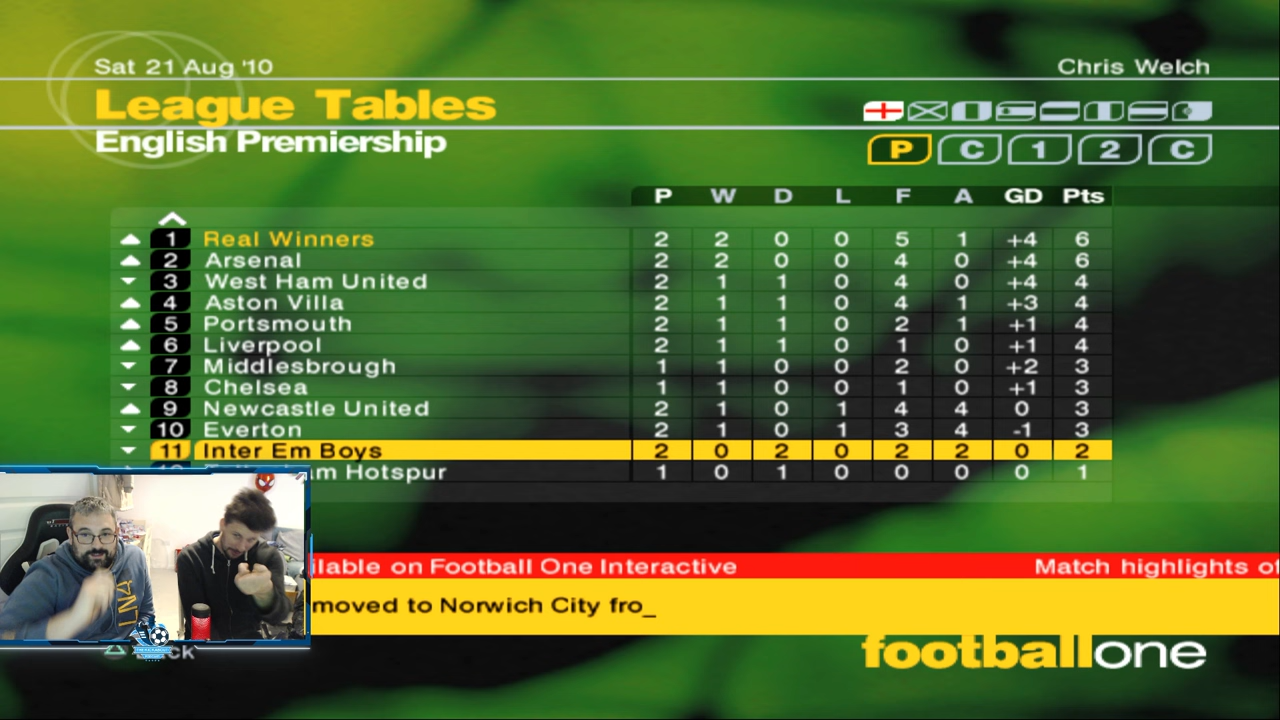 Sat 21 Aug '10
Chris Welch
League Tables
English Premiership
P C 1 2 C
P W D L F A GD Pts
1 Real Winners 2 2 0 0 5 1 +4 6
2 Arsenal 2 2 0 0 4 0 +4 6
3 West Ham United 2 1 1 0 4 0 +4 4
4 Aston Villa 2 1 1 0 4 1 +3 4
5 Portsmouth 2 1 1 0 2 1 +1 4
6 Liverpool 2 1 1 0 1 0 +1 4
7 Middlesbrough 1 1 0 0 2 0 +2 3
8 Chelsea 1 1 0 0 1 0 +1 3
9 Newcastle United 2 1 0 1 4 4 0 3
10 Everton 2 1 0 1 3 4 -1 3
11 Inter Em Boys 2 0 2 0 2 2 0 2
Hotspur 1 0 1 0 0 0 0 1
on Football One Interactive Match highlights
moved to Norwich City fro_
footballone